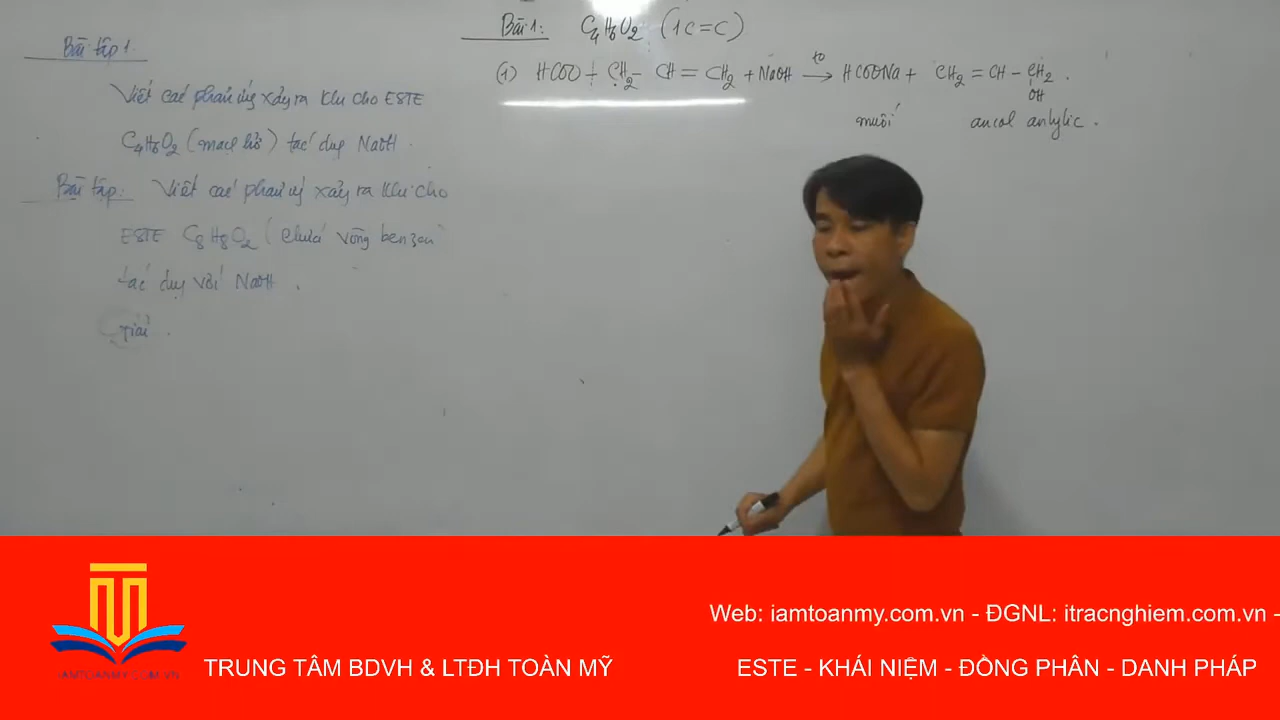 Bài tập 1
Viết các phản ứng xảy ra khi cho ESTE
C₄H₆O₂ (mạch hở) tác dụng NaOH.
Bài tập: Viết các phản ứng xảy ra khi cho
ESTE C₈H₈O₂ (chứa vòng benzen
tác dụng với NaOH.
Giải.
Bài 1: C₄H₆O₂ (1C=C)
(1) HCOO + CH₂- CH = CH₂ + NaOH —t°→ HCOONa + CH₂ = CH - CH₂.
OH
muối ancol anlylic.
Web: iamtoanmy.com.vn - ĐGNL: itracnghiem.com.vn -
IAMTOANMY.COM.VN
TRUNG TÂM BDVH & LTĐH TOÀN MỸ
ESTE - KHÁI NIỆM - ĐỒNG PHÂN - DANH PHÁP